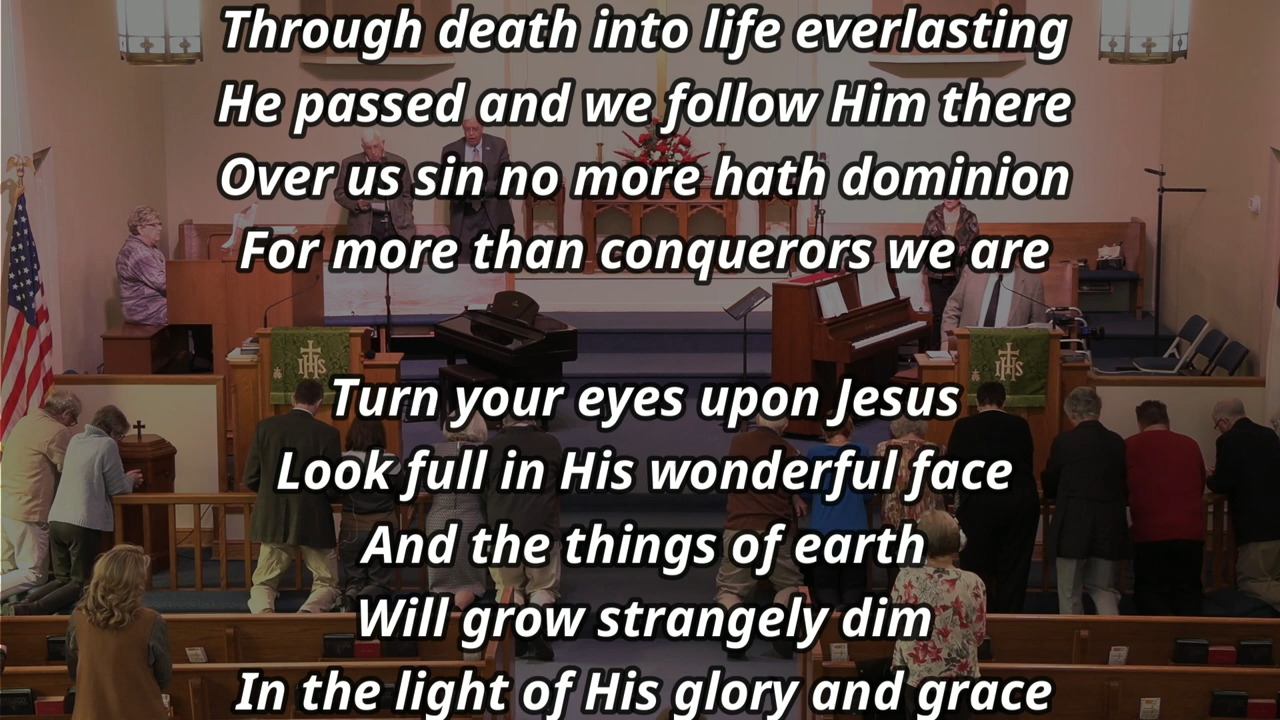 Through death into life everlasting
He passed and we follow Him there
Over us sin no more hath dominion
For more than conquerors we are
IHS
IHS
Turn your eyes upon Jesus
Look full in His wonderful face
And the things of earth
Will grow strangely dim
In the light of His glory and grace